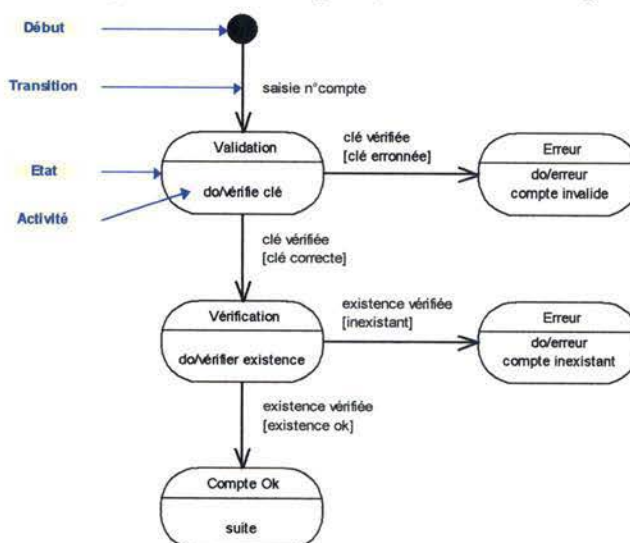 Début
Transition
saisie n°compte
Validation
do/vérifie clé
Etat
Activité
clé vérifiée
[clé erronnée]
Erreur
do/erreur
compte invalide
clé vérifiée
[clé correcte]
Vérification
do/vérifier existence
existence vérifiée
[inexistant]
Erreur
do/erreur
compte inexistant
existence vérifiée
[existence ok]
Compte Ok
suite